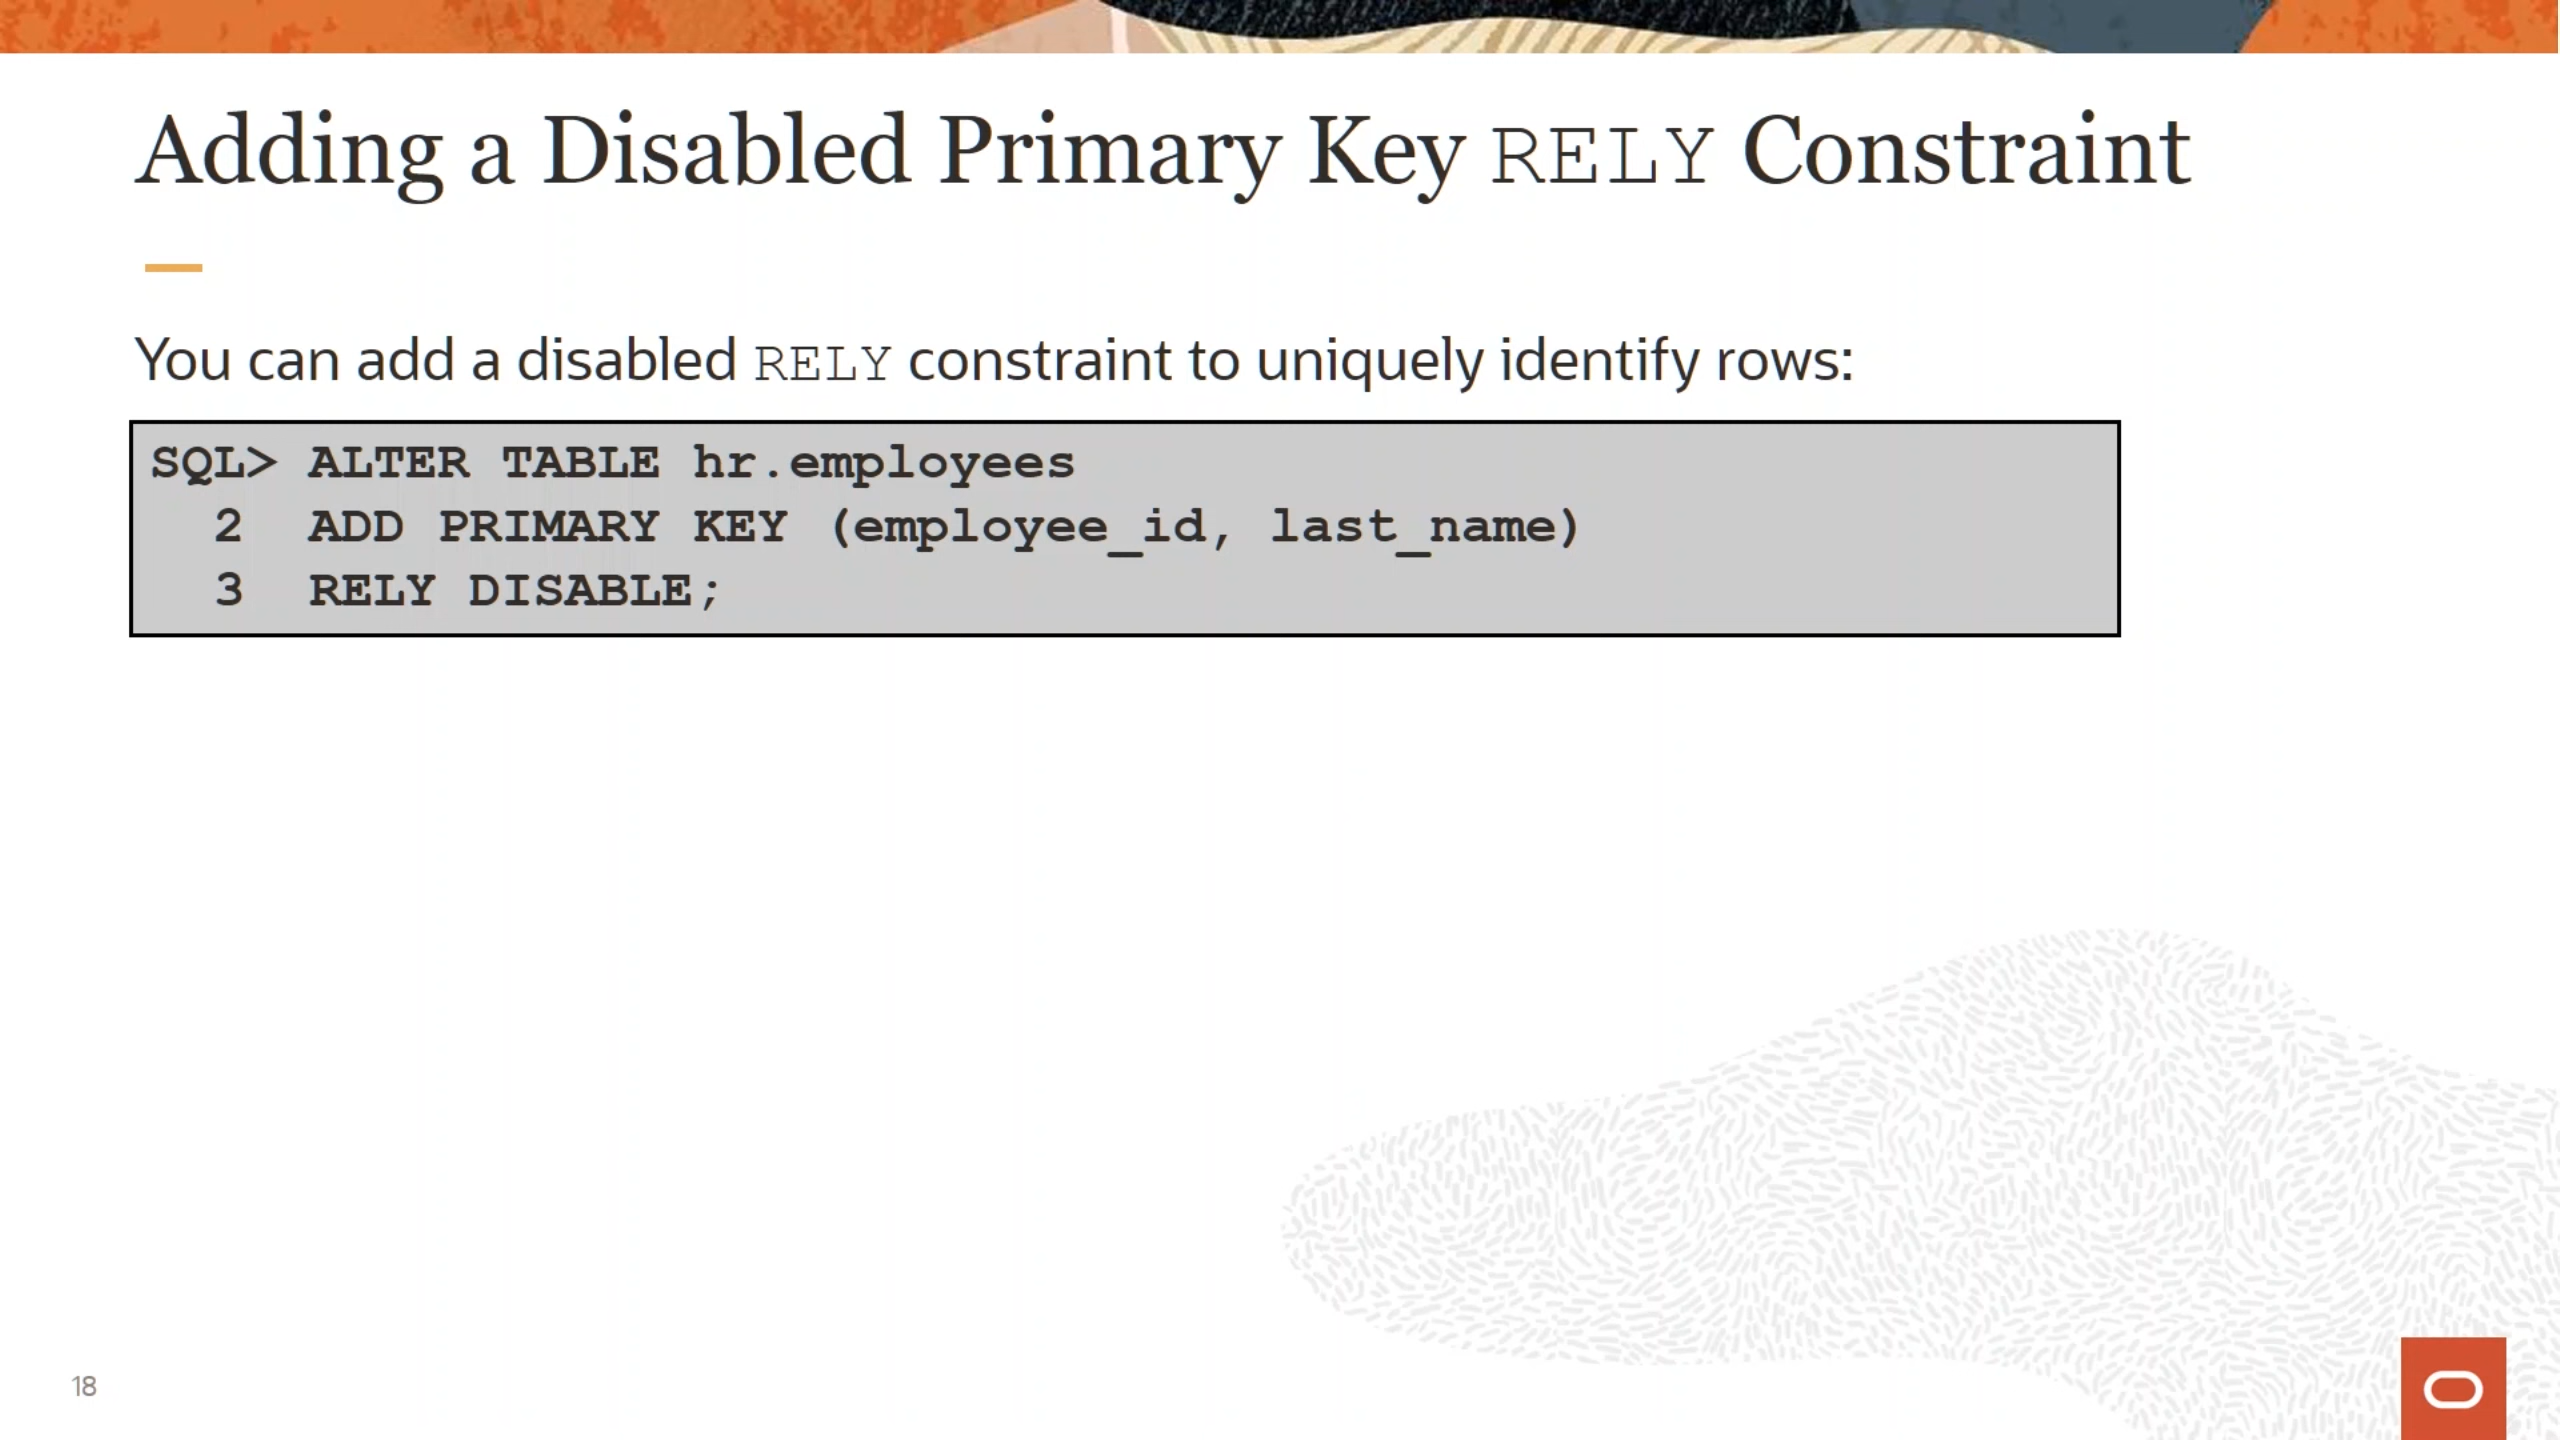 Adding a Disabled Primary Key RELY Constraint
You can add a disabled RELY constraint to uniquely identify rows:
SQL> ALTER TABLE hr.employees
2 ADD PRIMARY KEY (employee_id, last_name)
3 RELY DISABLE;
18